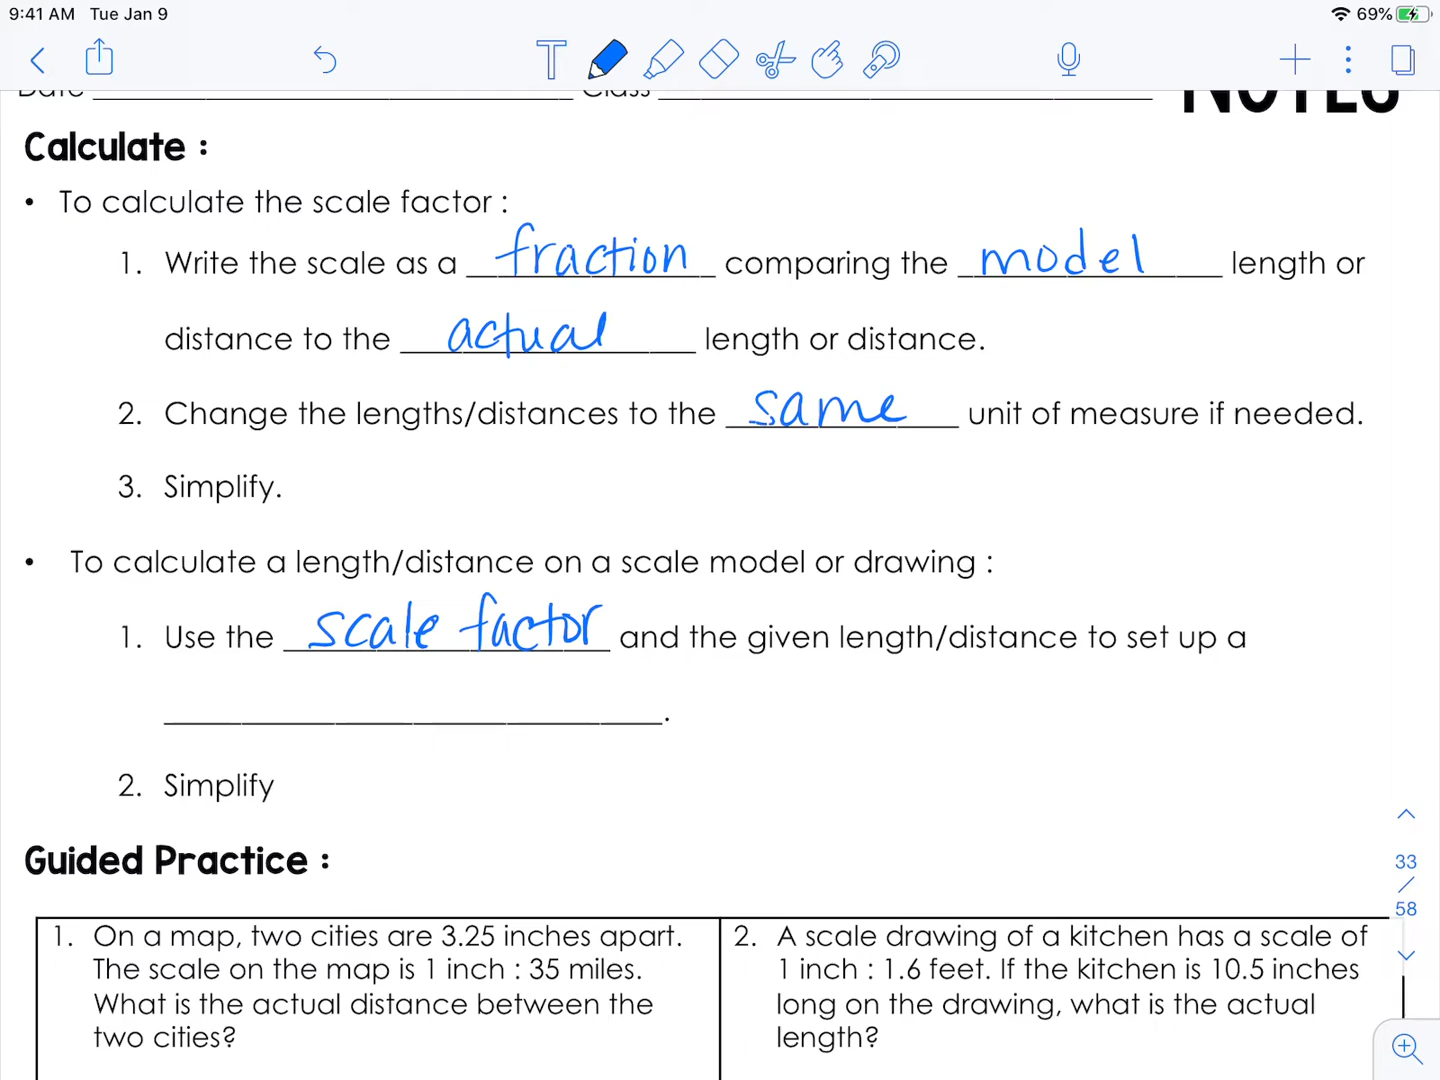 9:41 AM Tue Jan 9 69%
Date Class NOTES
Calculate :
• To calculate the scale factor :
1. Write the scale as a fraction comparing the model length or
distance to the actual length or distance.
2. Change the lengths/distances to the same unit of measure if needed.
3. Simplify.
• To calculate a length/distance on a scale model or drawing :
1. Use the scale factor and the given length/distance to set up a
.
2. Simplify
Guided Practice :
33
/
58
1. On a map, two cities are 3.25 inches apart.
The scale on the map is 1 inch : 35 miles.
What is the actual distance between the
two cities?
2. A scale drawing of a kitchen has a scale of
1 inch : 1.6 feet. If the kitchen is 10.5 inches
long on the drawing, what is the actual
length?